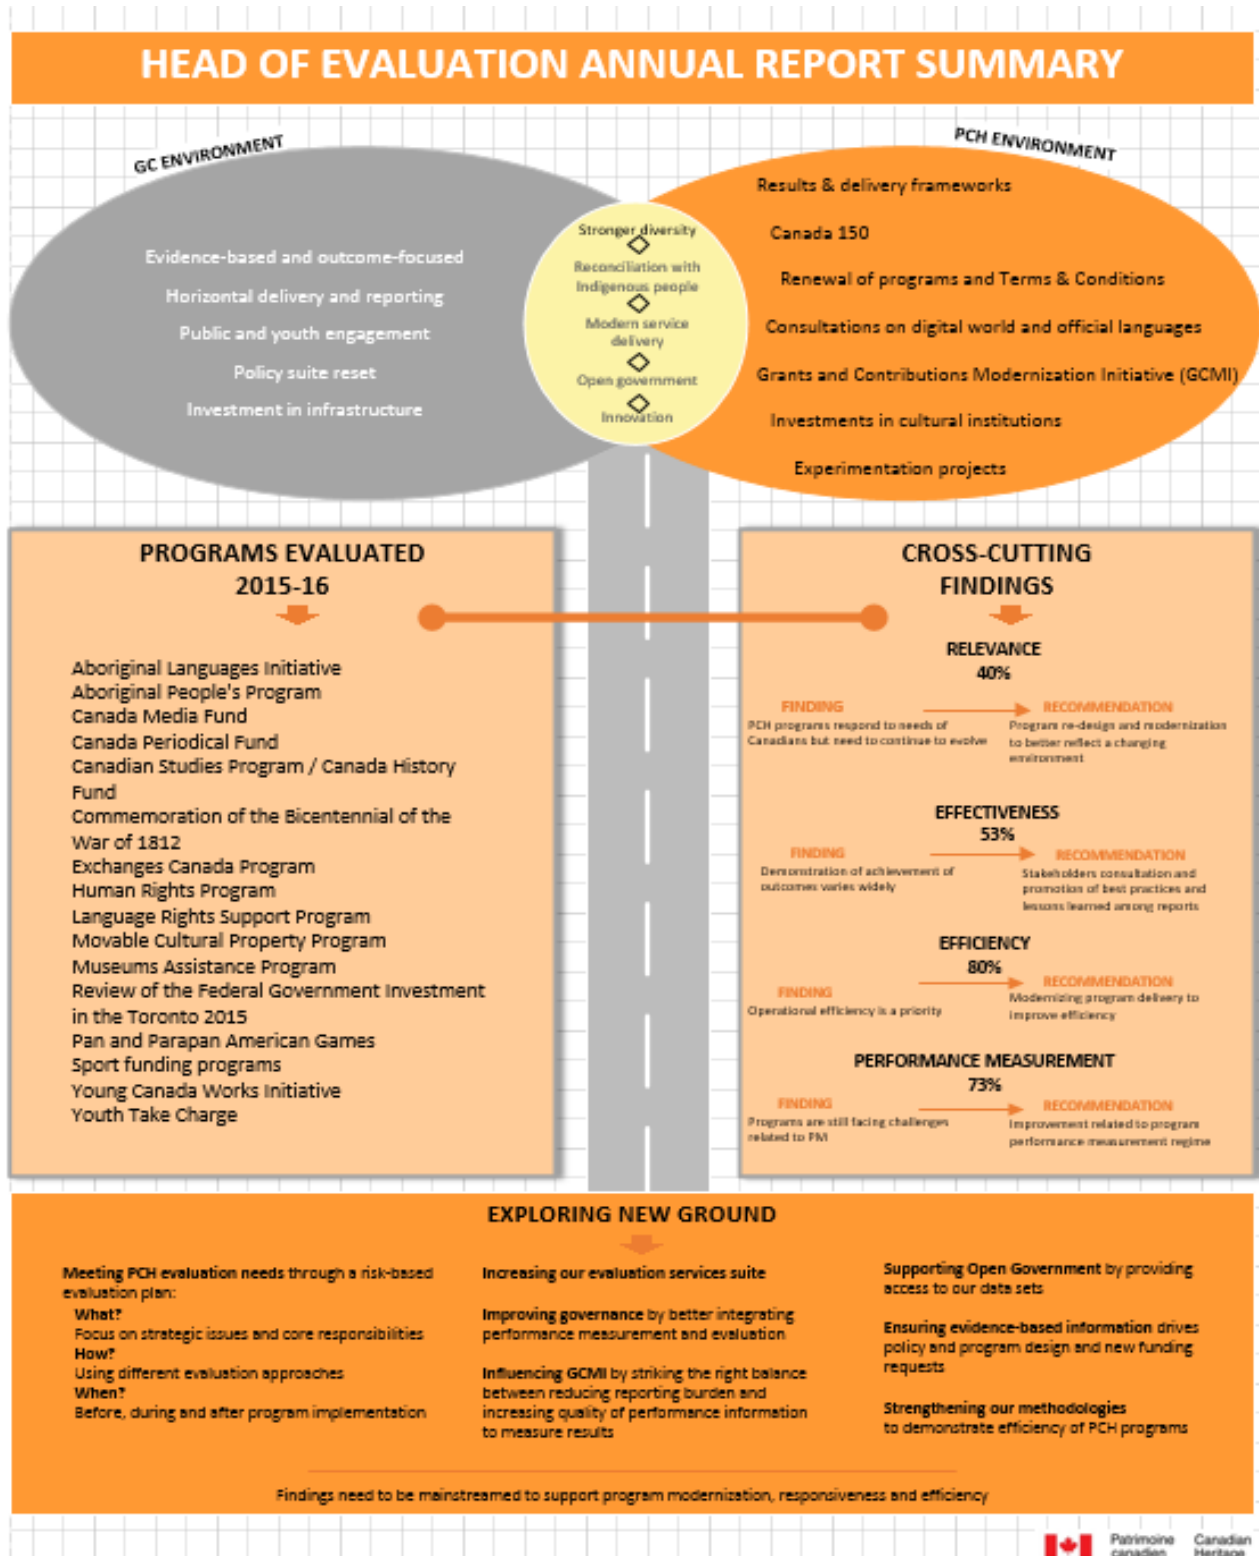 HEAD OF EVALUATION ANNUAL REPORT SUMMARY
GC ENVIRONMENT
Evidence-based and outcome-focused
Horizontal delivery and reporting
Public and youth engagement
Policy suite reset
Investment in infrastructure
Stronger diversity
Reconciliation with
Indigenous people
Modern service
delivery
Open government
Innovation
PCH ENVIRONMENT
Results & delivery frameworks
Canada 150
Renewal of programs and Terms & Conditions
Consultations on digital world and official languages
Grants and Contributions Modernization Initiative (GCMI)
Investments in cultural institutions
Experimentation projects
PROGRAMS EVALUATED
2015-16
Aboriginal Languages Initiative
Aboriginal People's Program
Canada Media Fund
Canada Periodical Fund
Canadian Studies Program / Canada History
Fund
Commemoration of the Bicentennial of the
War of 1812
Exchanges Canada Program
Human Rights Program
Language Rights Support Program
Movable Cultural Property Program
Museums Assistance Program
Review of the Federal Government Investment
in the Toronto 2015
Pan and Parapan American Games
Sport funding programs
Young Canada Works Initiative
Youth Take Charge
CROSS-CUTTING
FINDINGS
RELEVANCE
40%
FINDING
PCH programs respond to needs of
Canadians but need to continue to evolve
RECOMMENDATION
Program re-design and modernization
to better reflect a changing
environment
EFFECTIVENESS
53%
FINDING
Demonstration of achievement of
outcomes varies widely
RECOMMENDATION
Stakeholders consultation and
promotion of best practices and
lessons learned among reports
EFFICIENCY
80%
FINDING
Operational efficiency is a priority
RECOMMENDATION
Modernizing program delivery to
improve efficiency
PERFORMANCE MEASUREMENT
73%
FINDING
Programs are still facing challenges
related to PM
RECOMMENDATION
Improvement related to program
performance measurement regime
EXPLORING NEW GROUND
Meeting PCH evaluation needs through a risk-based
evaluation plan:
What?
Focus on strategic issues and core responsibilities
How?
Using different evaluation approaches
When?
Before, during and after program implementation
Increasing our evaluation services suite
Improving governance by better integrating
performance measurement and evaluation
Influencing GCMI by striking the right balance
between reducing reporting burden and
increasing quality of performance information
to measure results
Supporting Open Government by providing
access to our data sets
Ensuring evidence-based information drives
policy and program design and new funding
requests
Strengthening our methodologies
to demonstrate efficiency of PCH programs
Findings need to be mainstreamed to support program modernization, responsiveness and efficiency
Patrimoine
canadien
Canadian
Heritage